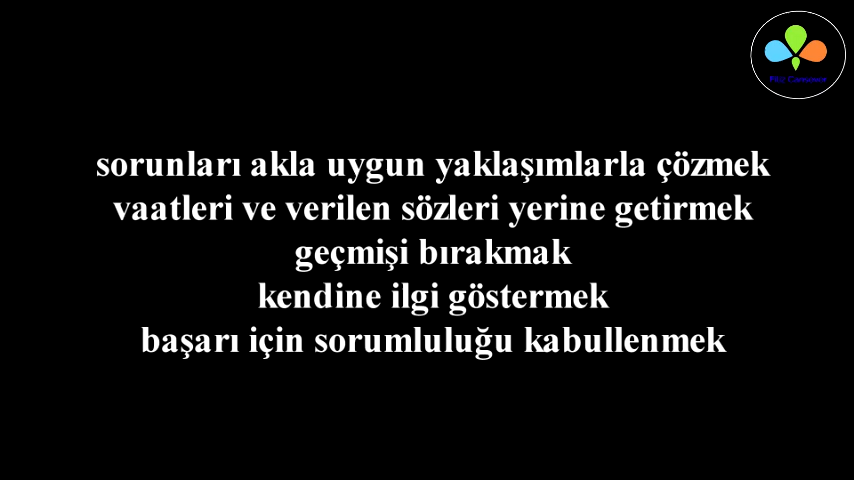 sorunları akla uygun yaklaşımlarla çözmek
vaatleri ve verilen sözleri yerine getirmek
geçmişi bırakmak
kendine ilgi göstermek
başarı için sorumluluğu kabullenmek